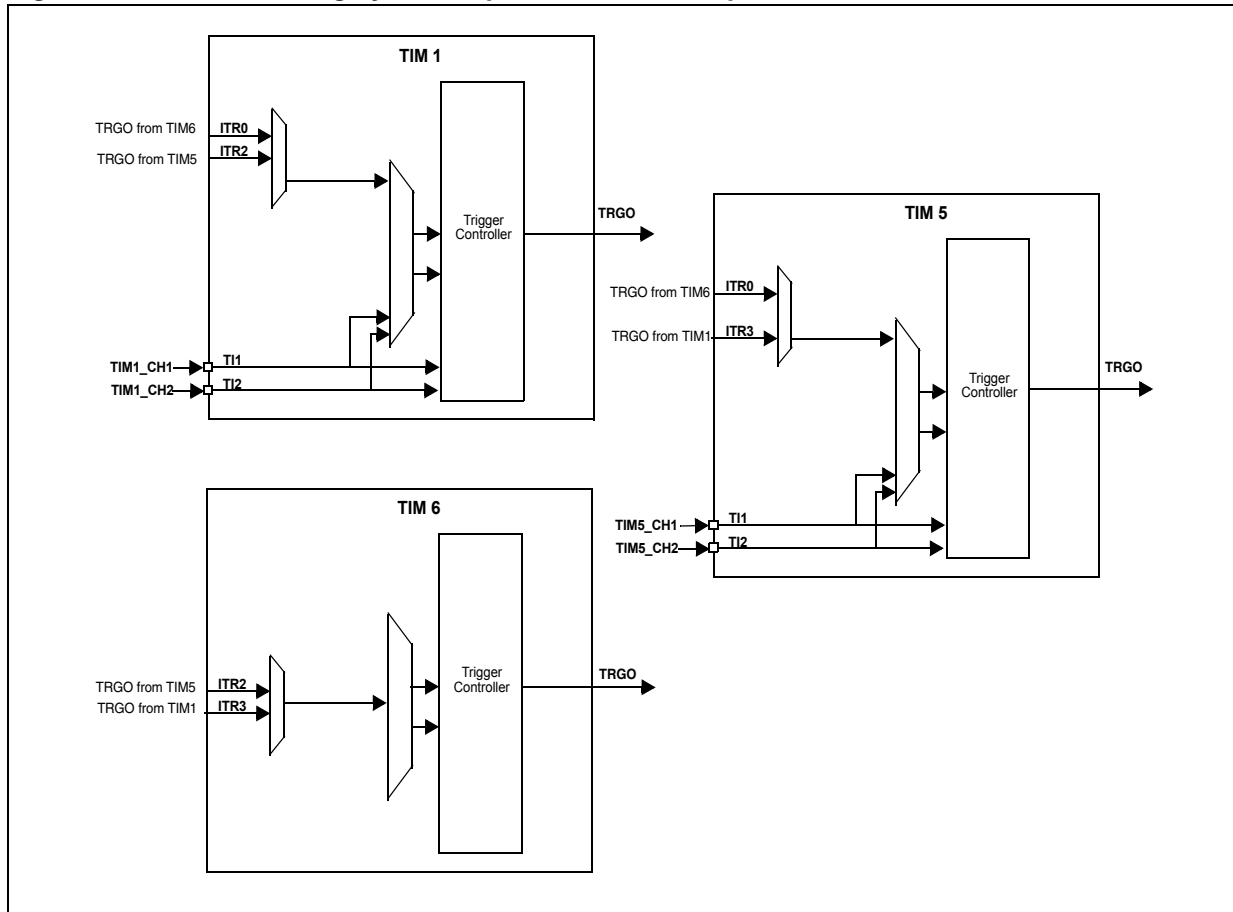 TIM 1
TRGO from TIM6 ITR0
TRGO from TIM5 ITR2
Trigger
Controller
TRGO
TIM1_CH1 TI1
TIM1_CH2 TI2
TIM 5
TRGO from TIM6 ITR0
TRGO from TIM1 ITR3
Trigger
Controller
TRGO
TIM5_CH1 TI1
TIM5_CH2 TI2
TIM 6
TRGO from TIM5 ITR2
TRGO from TIM1 ITR3
Trigger
Controller
TRGO